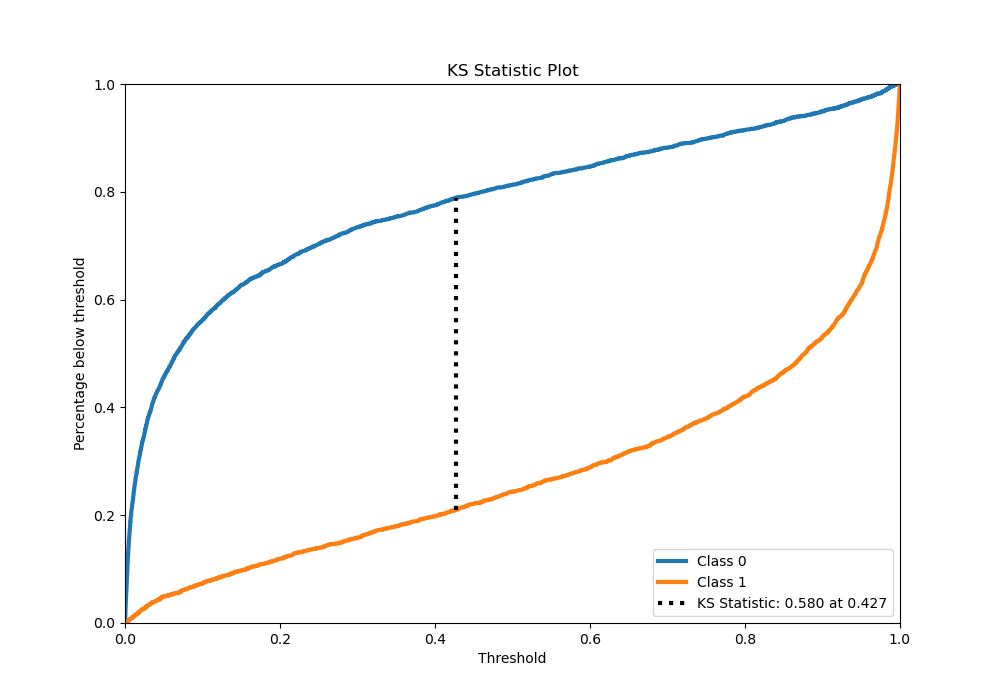 KS Statistic Plot
1.0
0.8
0.6
0.4
0.2
0.0
Percentage below threshold
0.0 0.2 0.4 0.6 0.8 1.0
Threshold
Class 0
Class 1
KS Statistic: 0.580 at 0.427